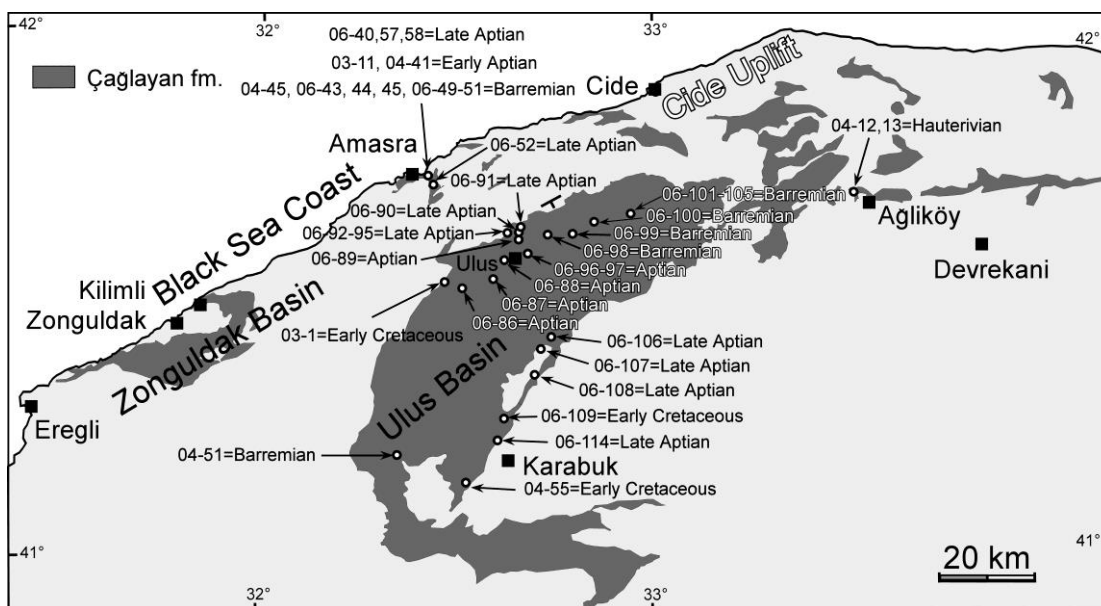 42°
32°
33°
42°
06-40,57,58=Late Aptian
03-11, 04-41=Early Aptian
04-45, 06-43, 44, 45, 06-49-51=Barremian
Çağlayan fm.
Cide
Cide Uplift
04-12,13=Hauterivian
Amasra
06-52=Late Aptian
06-91=Late Aptian
06-101-105=Barremian
06-90=Late Aptian
06-100=Barremian
Ağliköy
06-92-95=Late Aptian
06-99=Barremian
06-98=Barremian
Devrekani
06-89=Aptian
Ulus
06-96-97=Aptian
06-88=Aptian
06-87=Aptian
06-86=Aptian
Black Sea Coast
Kilimli
Zonguldak
Zonguldak Basin
03-1=Early Cretaceous
06-106=Late Aptian
06-107=Late Aptian
Ulus Basin
06-108=Late Aptian
Eregli
06-109=Early Cretaceous
06-114=Late Aptian
04-51=Barremian
Karabuk
04-55=Early Cretaceous
41°
41°
20 km
32°
33°